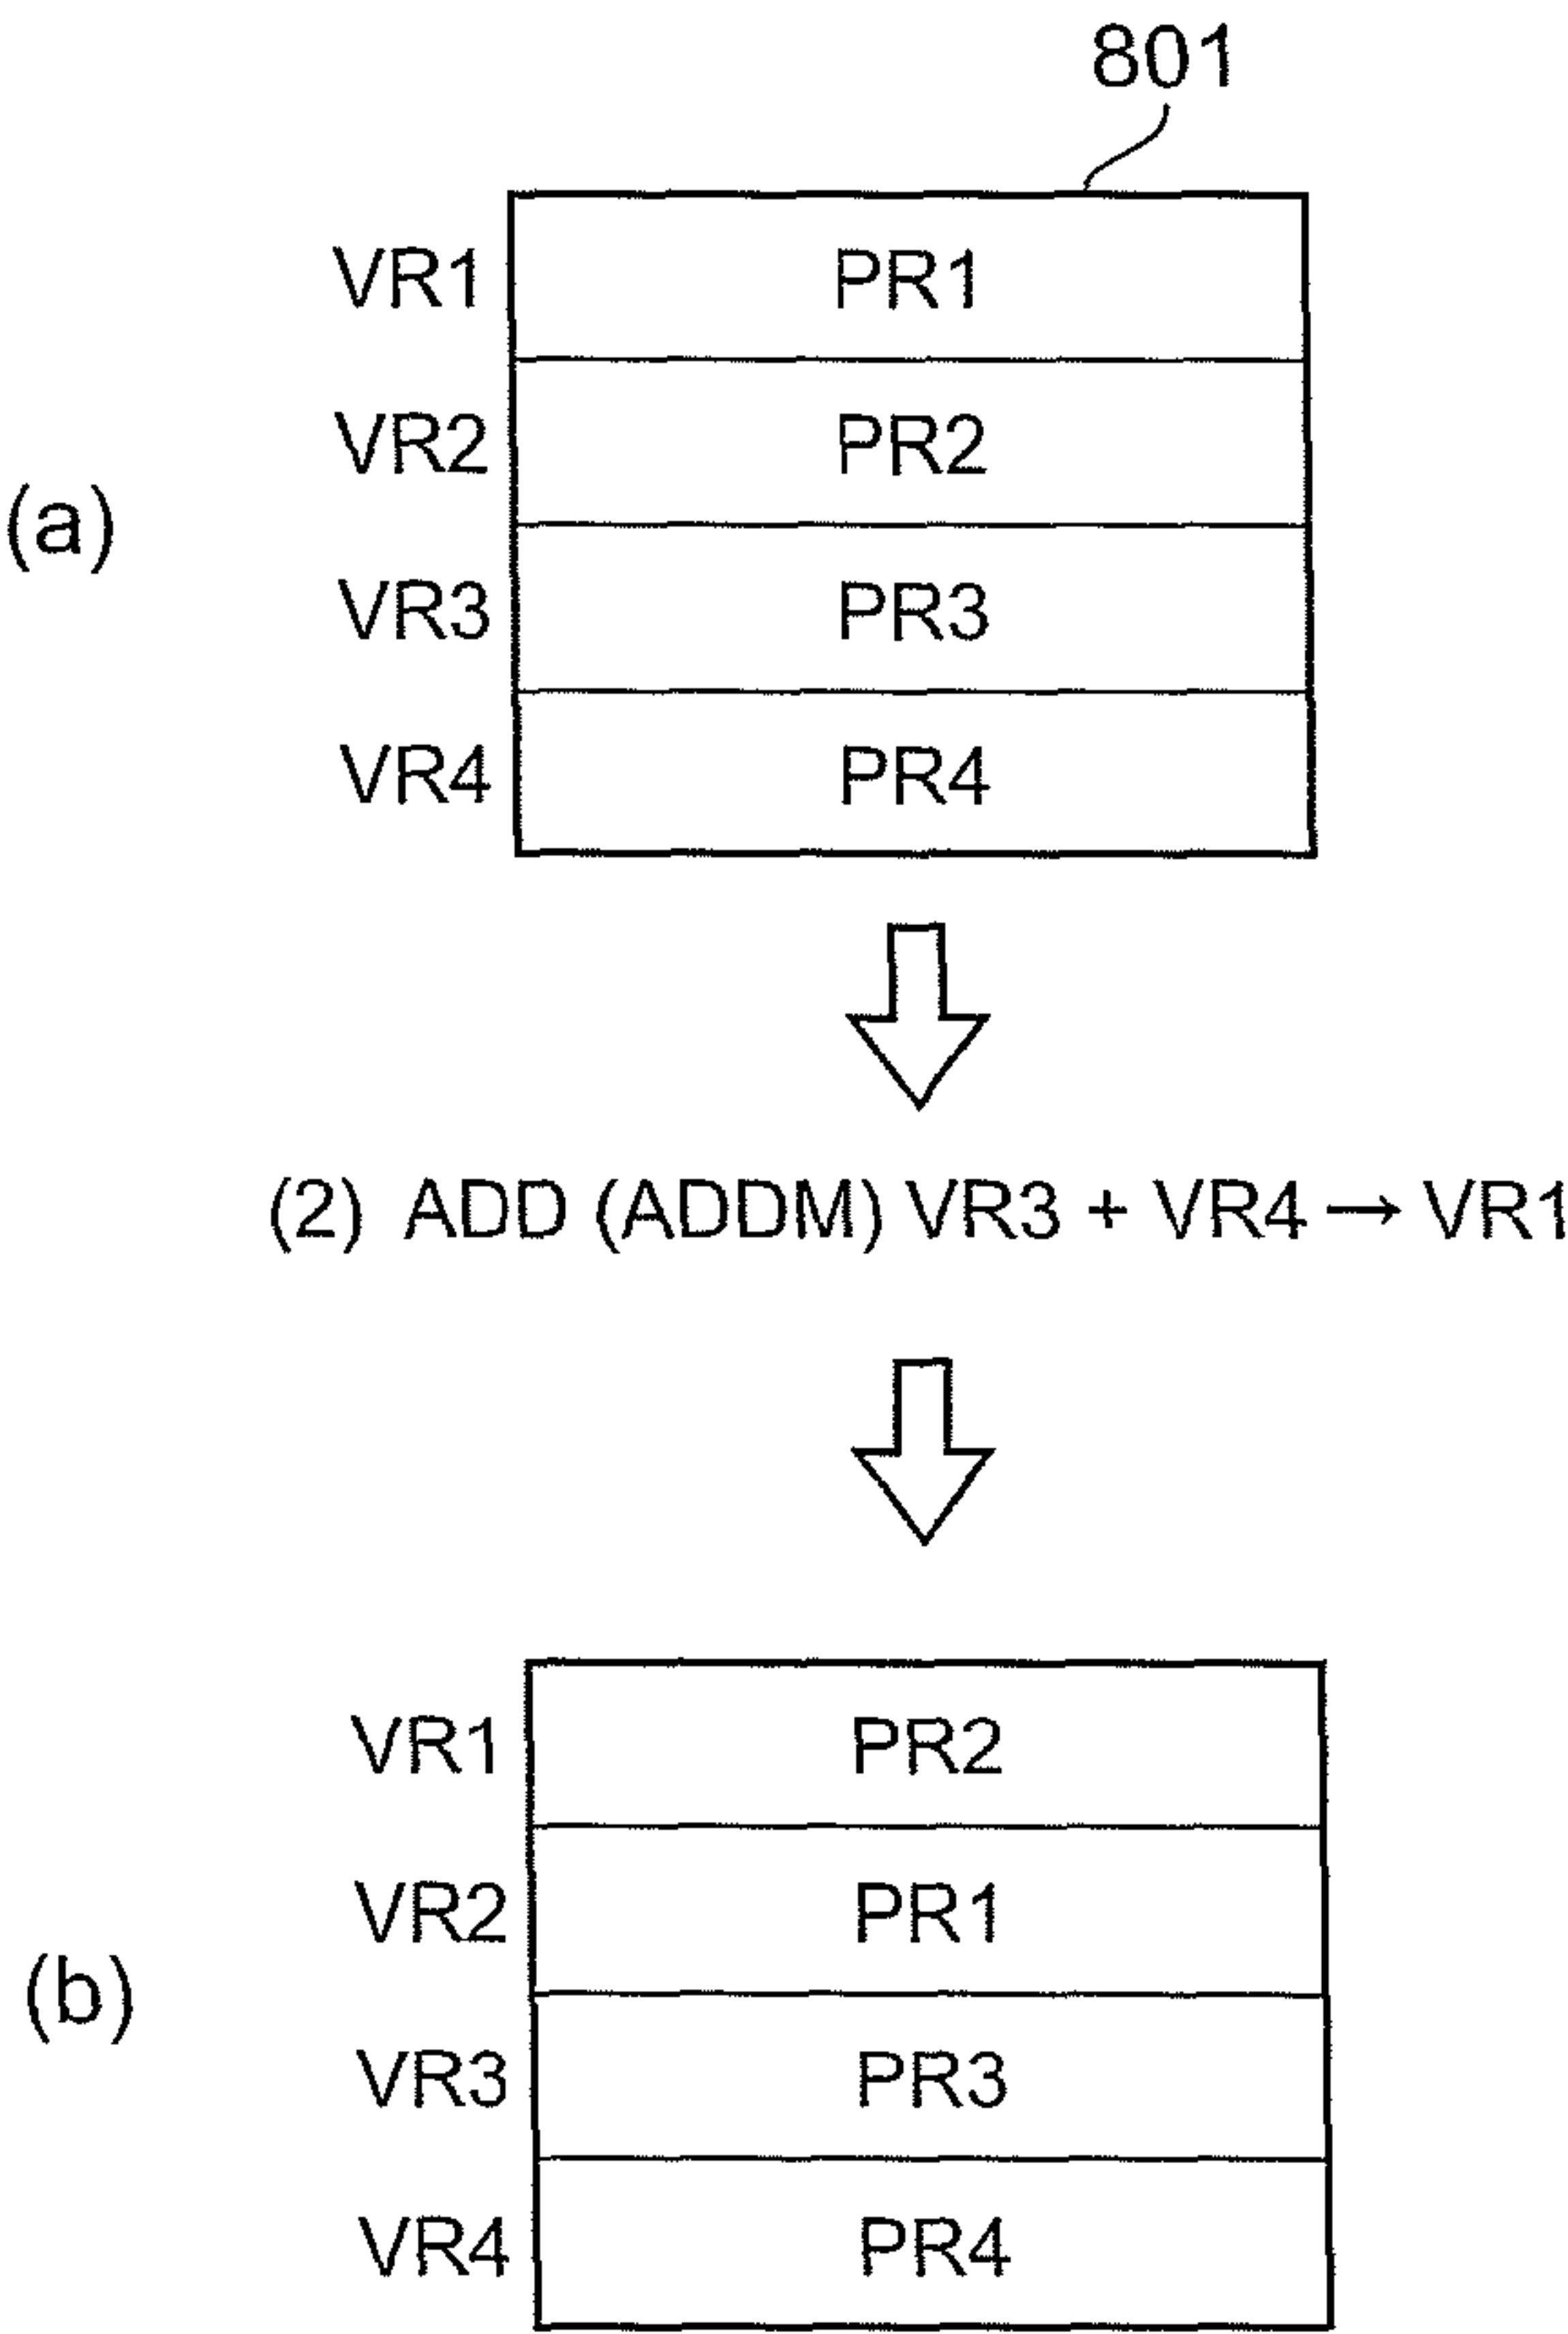 801
VR1 PR1
VR2 PR2
(a)
VR3 PR3
VR4 PR4
(2) ADD (ADDM) VR3 + VR4 → VR1
VR1 PR2
VR2 PR1
(b)
VR3 PR3
VR4 PR4